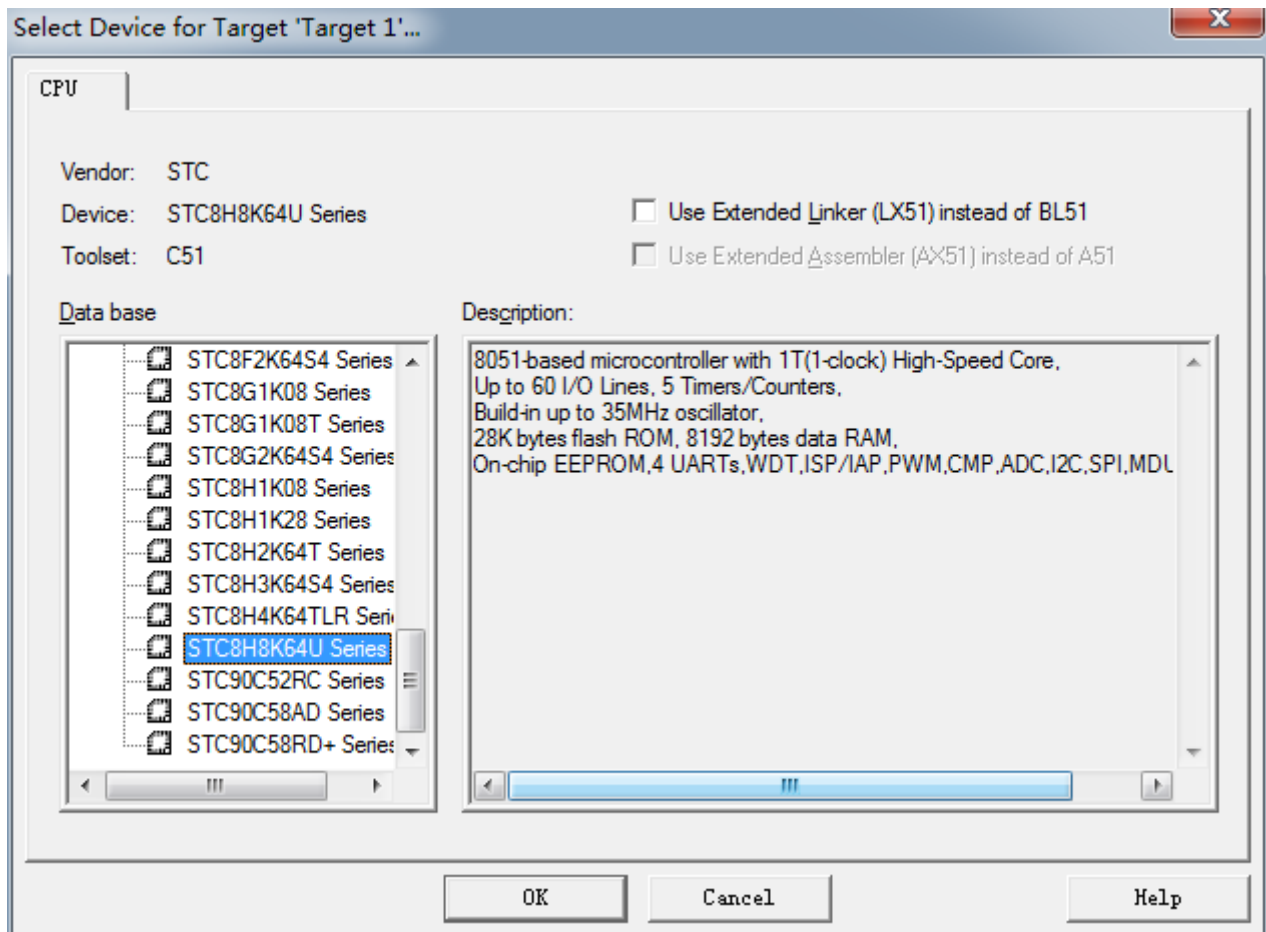 Select Device for Target 'Target 1'...
CPU
Vendor: STC
Device: STC8H8K64U Series
Toolset: C51
Use Extended Linker (LX51) instead of BL51
Use Extended Assembler (AX51) instead of A51
Data base
STC8F2K64S4 Series
STC8G1K08 Series
STC8G1K08T Series
STC8G2K64S4 Series
STC8H1K08 Series
STC8H1K28 Series
STC8H2K64T Series
STC8H3K64S4 Series
STC8H4K64TLR Seri
STC8H8K64U Series
STC90C52RC Series
STC90C58AD Series
STC90C58RD+ Series
Description:
8051-based microcontroller with 1T(1-clock) High-Speed Core,
Up to 60 I/O Lines, 5 Timers/Counters,
Build-in up to 35MHz oscillator,
28K bytes flash ROM, 8192 bytes data RAM,
On-chip EEPROM,4 UARTs,WDT,ISP/IAP,PWM,CMP,ADC,I2C,SPI,MDU
OK
Cancel
Help